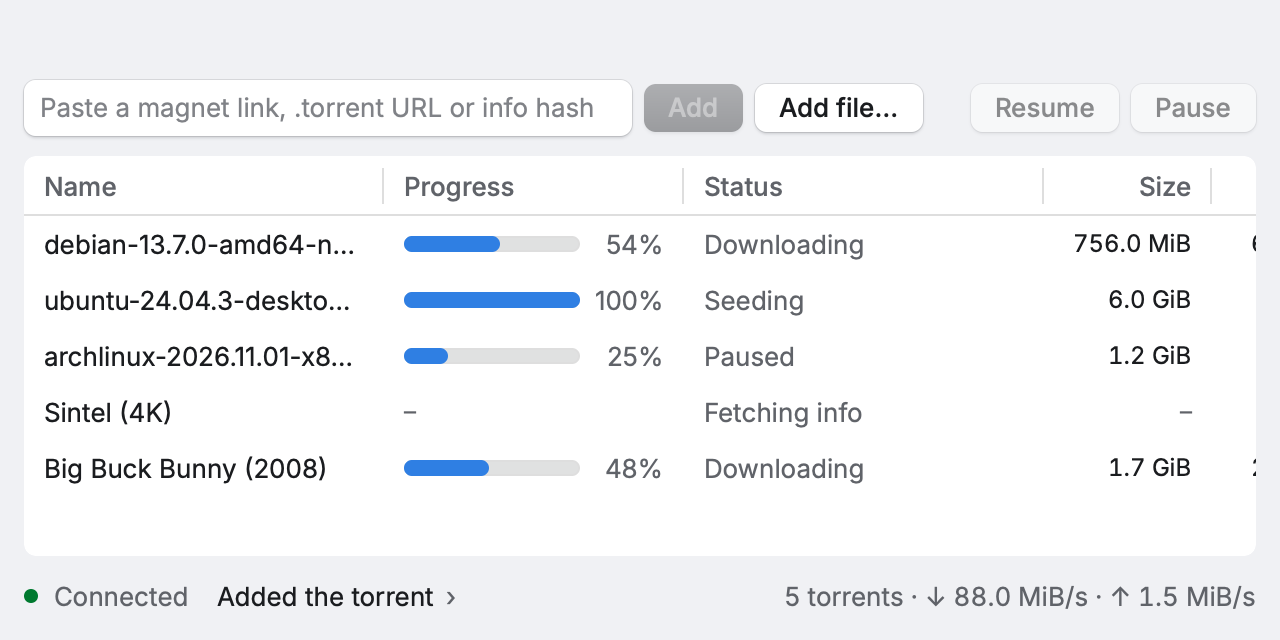 Paste a magnet link, .torrent URL or info hash Add Add file... Resume Pause
Name Progress Status Size
debian-13.7.0-amd64-n... 54% Downloading 756.0 MiB
ubuntu-24.04.3-deskto... 100% Seeding 6.0 GiB
archlinux-2026.11.01-x8... 25% Paused 1.2 GiB
Sintel (4K) – Fetching info –
Big Buck Bunny (2008) 48% Downloading 1.7 GiB
Connected Added the torrent › 5 torrents · ↓ 88.0 MiB/s · ↑ 1.5 MiB/s